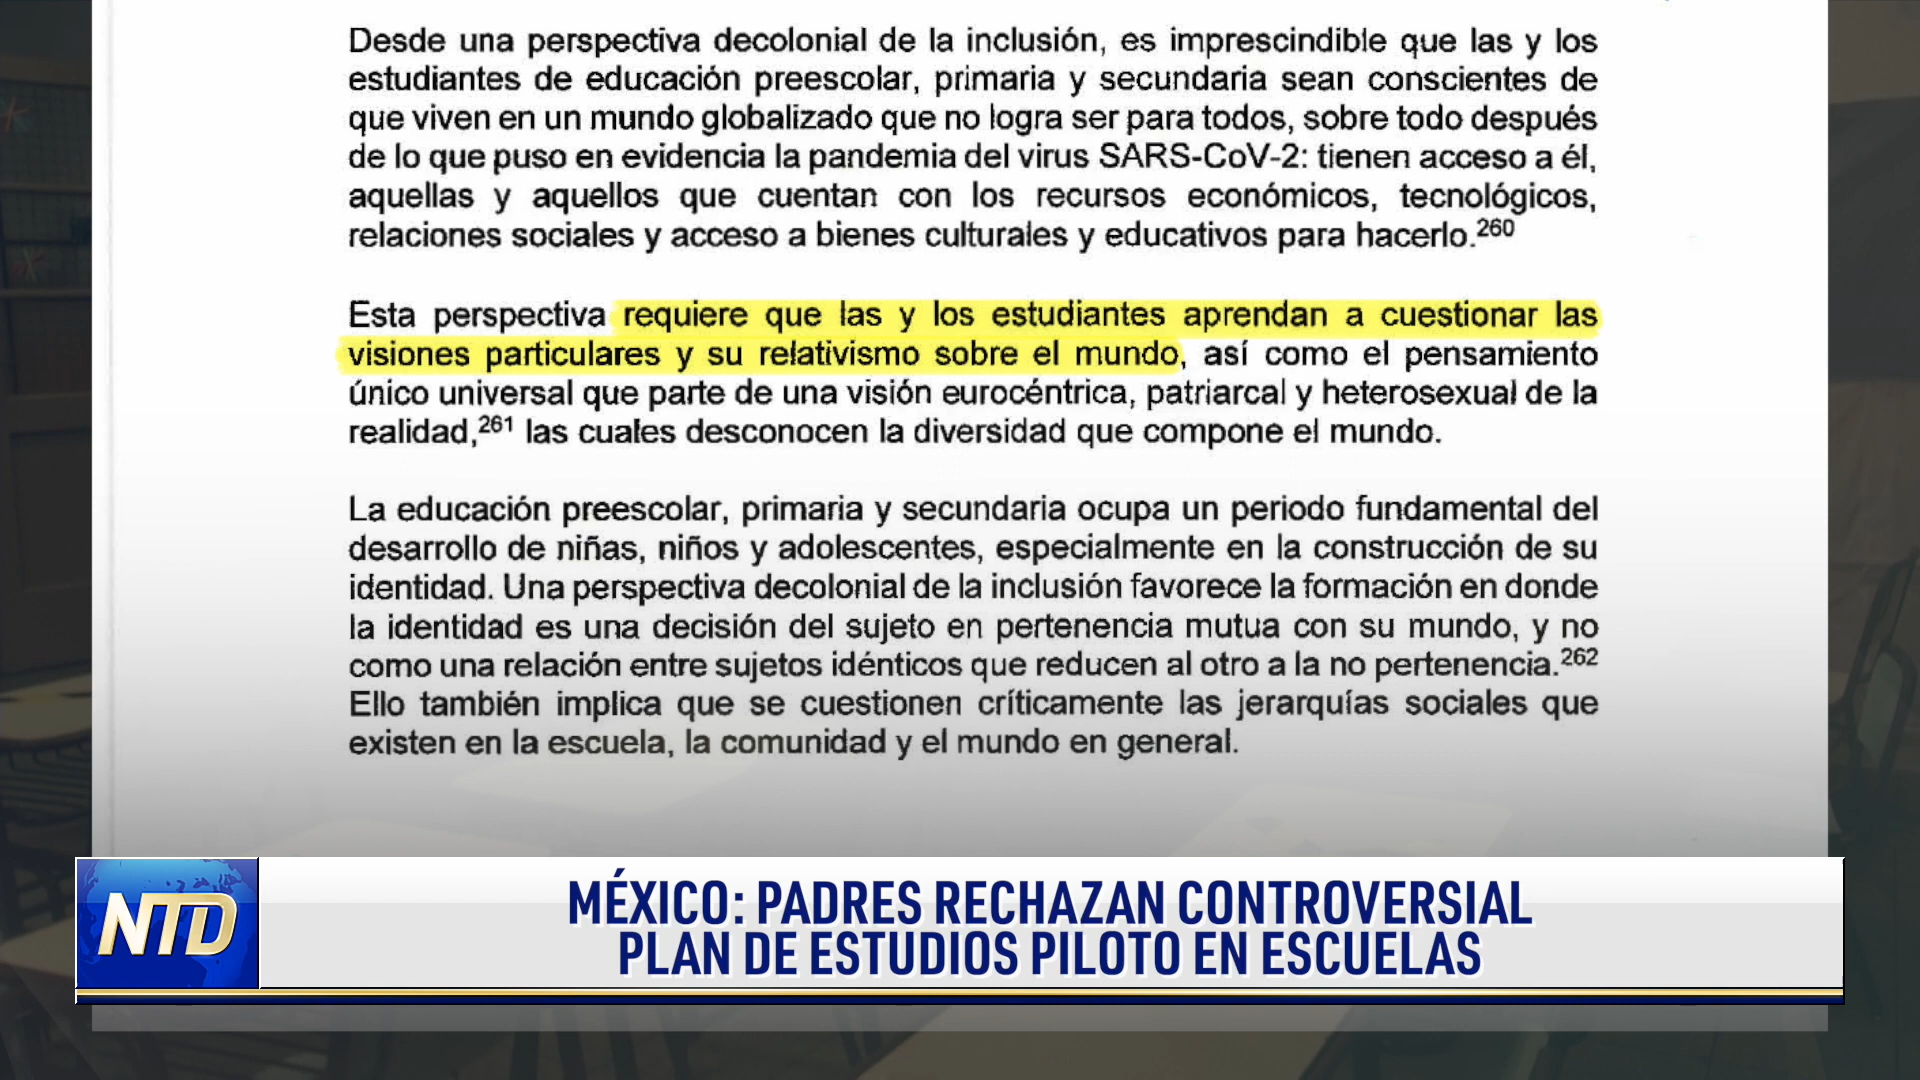 Desde una perspectiva decolonial de la inclusión, es imprescindible que las y los
estudiantes de educación preescolar, primaria y secundaria sean conscientes de
que viven en un mundo globalizado que no logra ser para todos, sobre todo después
de lo que puso en evidencia la pandemia del virus SARS-CoV-2: tienen acceso a él,
aquellas y aquellos que cuentan con los recursos económicos, tecnológicos,
relaciones sociales y acceso a bienes culturales y educativos para hacerlo.260
Esta perspectiva requiere que las y los estudiantes aprendan a cuestionar las
visiones particulares y su relativismo sobre el mundo, así como el pensamiento
único universal que parte de una visión eurocéntrica, patriarcal y heterosexual de la
realidad,261 las cuales desconocen la diversidad que compone el mundo.
La educación preescolar, primaria y secundaria ocupa un periodo fundamental del
desarrollo de niñas, niños y adolescentes, especialmente en la construcción de su
identidad. Una perspectiva decolonial de la inclusión favorece la formación en donde
la identidad es una decisión del sujeto en pertenencia mutua con su mundo, y no
como una relación entre sujetos idénticos que reducen al otro a la no pertenencia.262
Ello también implica que se cuestionen críticamente las jerarquías sociales que
existen en la escuela, la comunidad y el mundo en general.
NTD
MÉXICO: PADRES RECHAZAN CONTROVERSIAL
PLAN DE ESTUDIOS PILOTO EN ESCUELAS